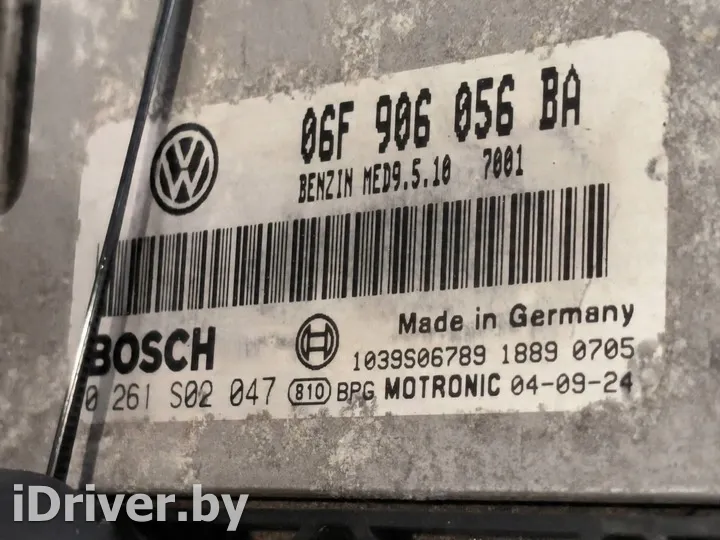 06F 906 056 BA
BENZIN MED9.5.10 7001
BOSCH
Made in Germany
1039S06789 1889 0705
0 261 S02 047 810 BPG MOTRONIC 04-09-24
iDriver.by